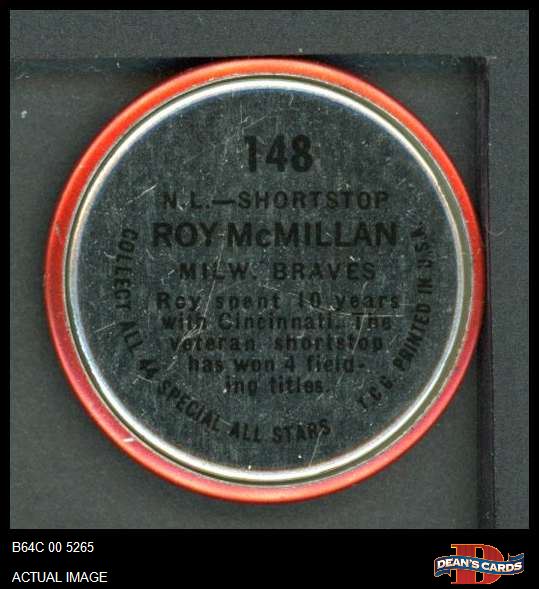 148
N.L.—SHORTSTOP
ROY McMILLAN
MILW. BRAVES
Roy spent 10 years
with Cincinnati. The
veteran shortstop
has won 4 field-
ing titles.
COLLECT ALL 44 SPECIAL ALL STARS
T.C.G. PRINTED IN U.S.A.
B64C 00 5265
ACTUAL IMAGE
B
DEAN'S CARDS